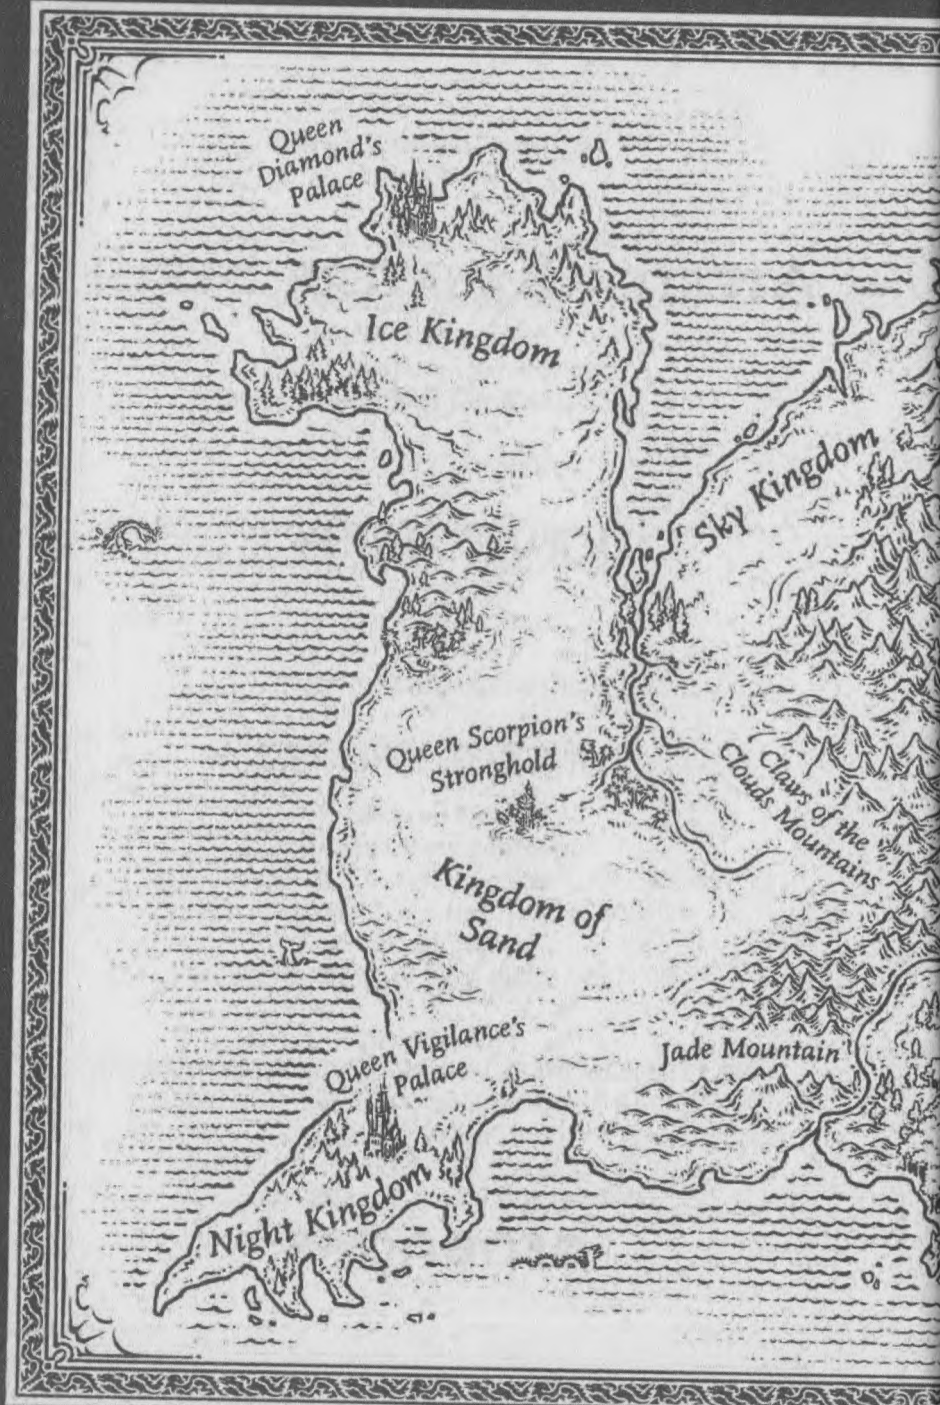 Queen
Diamond's
Palace
Ice Kingdom
Sky Kingdom
Queen Scorpion's
Stronghold
Claws of the
Clouds Mountains
Kingdom of
Sand
Queen Vigilance's
Palace
Jade Mountain
Night Kingdom